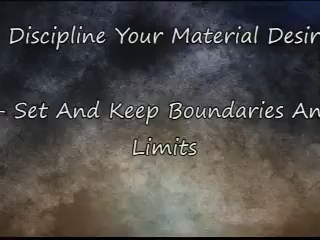 Discipline Your Material Desir
- Set And Keep Boundaries An
Limits